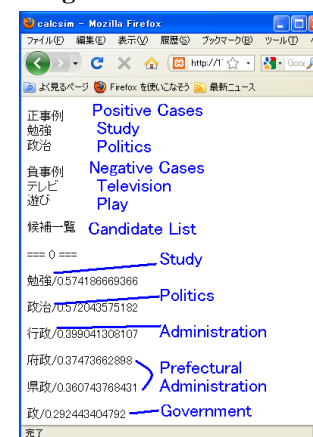 calcsim - Mozilla Firefox
ファイル(F) 編集(E) 表示(V) 履歴(S) ブックマーク(B) ツール(T)
http://1
よく見るページ Firefox を使いこなそう 最新ニュース
正事例 Positive Cases
勉強 Study
政治 Politics
負事例 Negative Cases
テレビ Television
遊び Play
候補一覧 Candidate List
=== 0 ===
Study
勉強/0.574186669366
Politics
政治/0.572043575182
行政/0.399041308107 Administration
府政/0.37473662898
Prefectural
県政/0.360743768431 Administration
政/0.292443404792 Government
完了